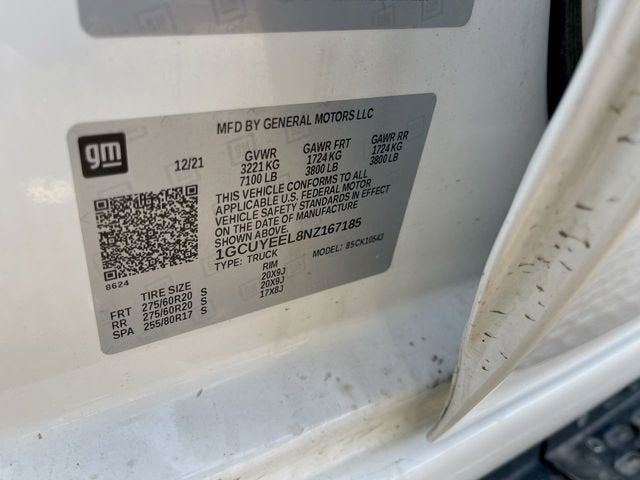 MFD BY GENERAL MOTORS LLC
gm
12/21
GVWR GAWR FRT GAWR RR
3221 KG 1724 KG 1724 KG
7100 LB 3800 LB 3800 LB
THIS VEHICLE CONFORMS TO ALL
APPLICABLE U.S. FEDERAL MOTOR
VEHICLE SAFETY STANDARDS IN EFFECT
ON THE DATE OF MANUFACTURE
SHOWN ABOVE.
1GCUYEEL8NZ167185
TYPE: TRUCK MODEL: 85CK10543
8624
TIRE SIZE RIM
FRT 275/60R20 S 20X9J
RR 275/60R20 S 20X9J
SPA 255/80R17 S 17X8J